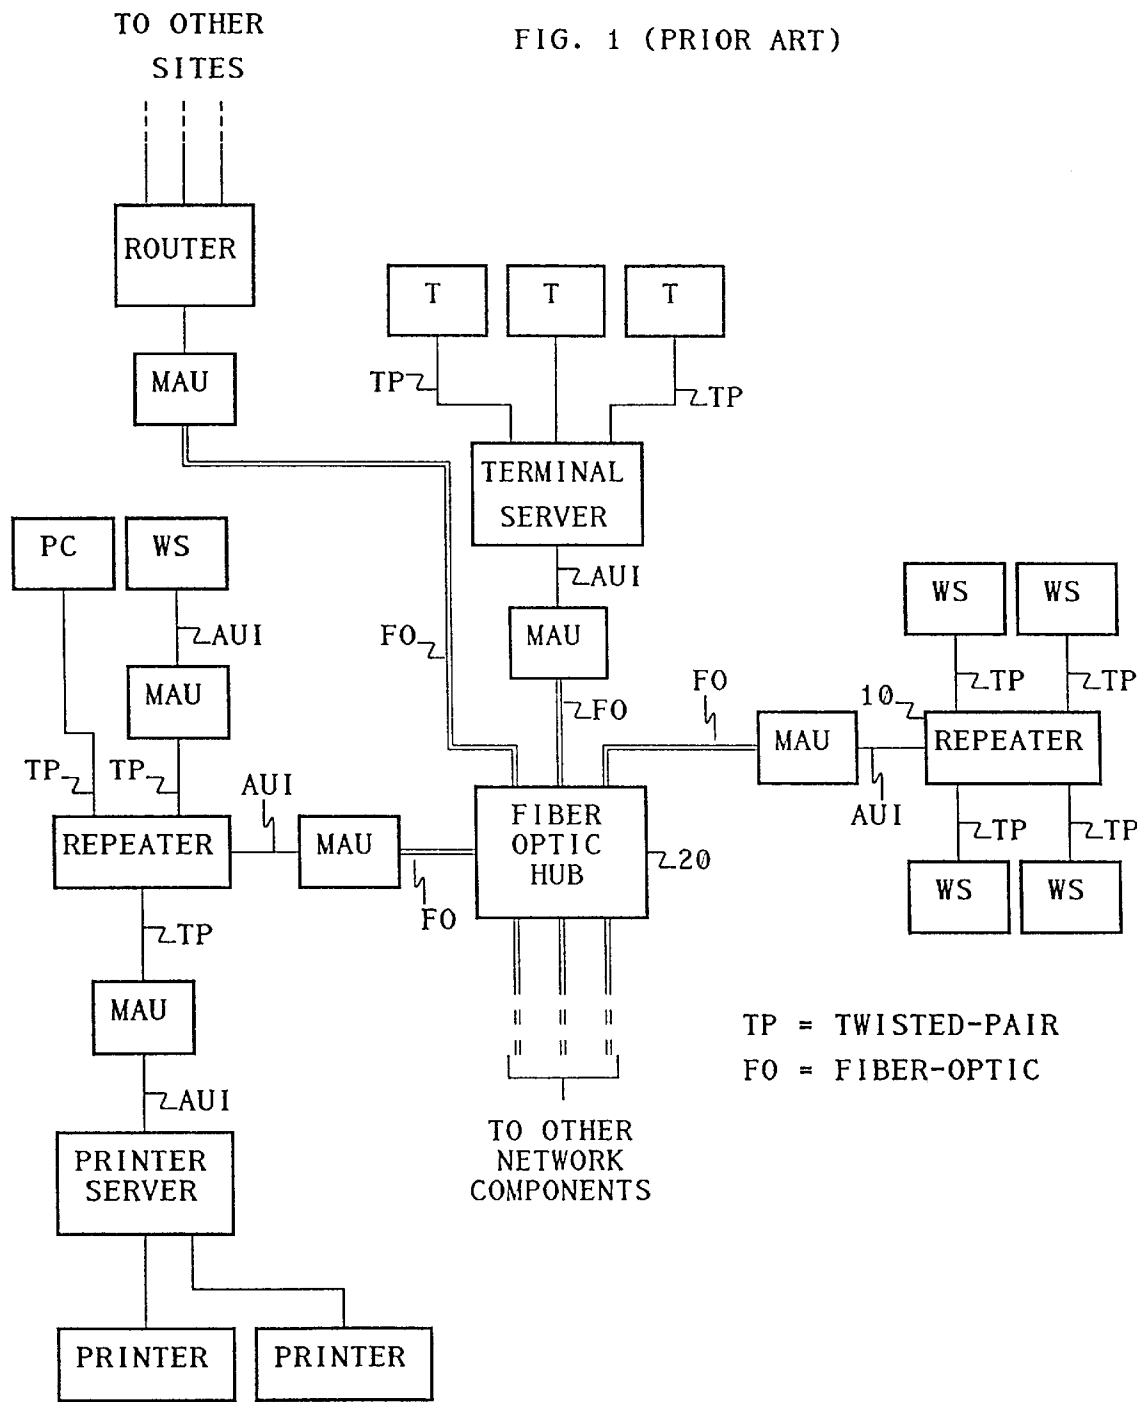 TO OTHER
SITES
FIG. 1 (PRIOR ART)
ROUTER
T
T
T
MAU
TP
TP
TERMINAL
SERVER
PC
WS
AUI
WS
WS
AUI
FO
MAU
MAU
FO
FO
TP
TP
10
TP
TP
AUI
MAU
REPEATER
FIBER
OPTIC
HUB
AUI
TP
TP
REPEATER
MAU
20
FO
WS
WS
TP
MAU
TP = TWISTED-PAIR
FO = FIBER-OPTIC
AUI
TO OTHER
NETWORK
COMPONENTS
PRINTER
SERVER
PRINTER
PRINTER